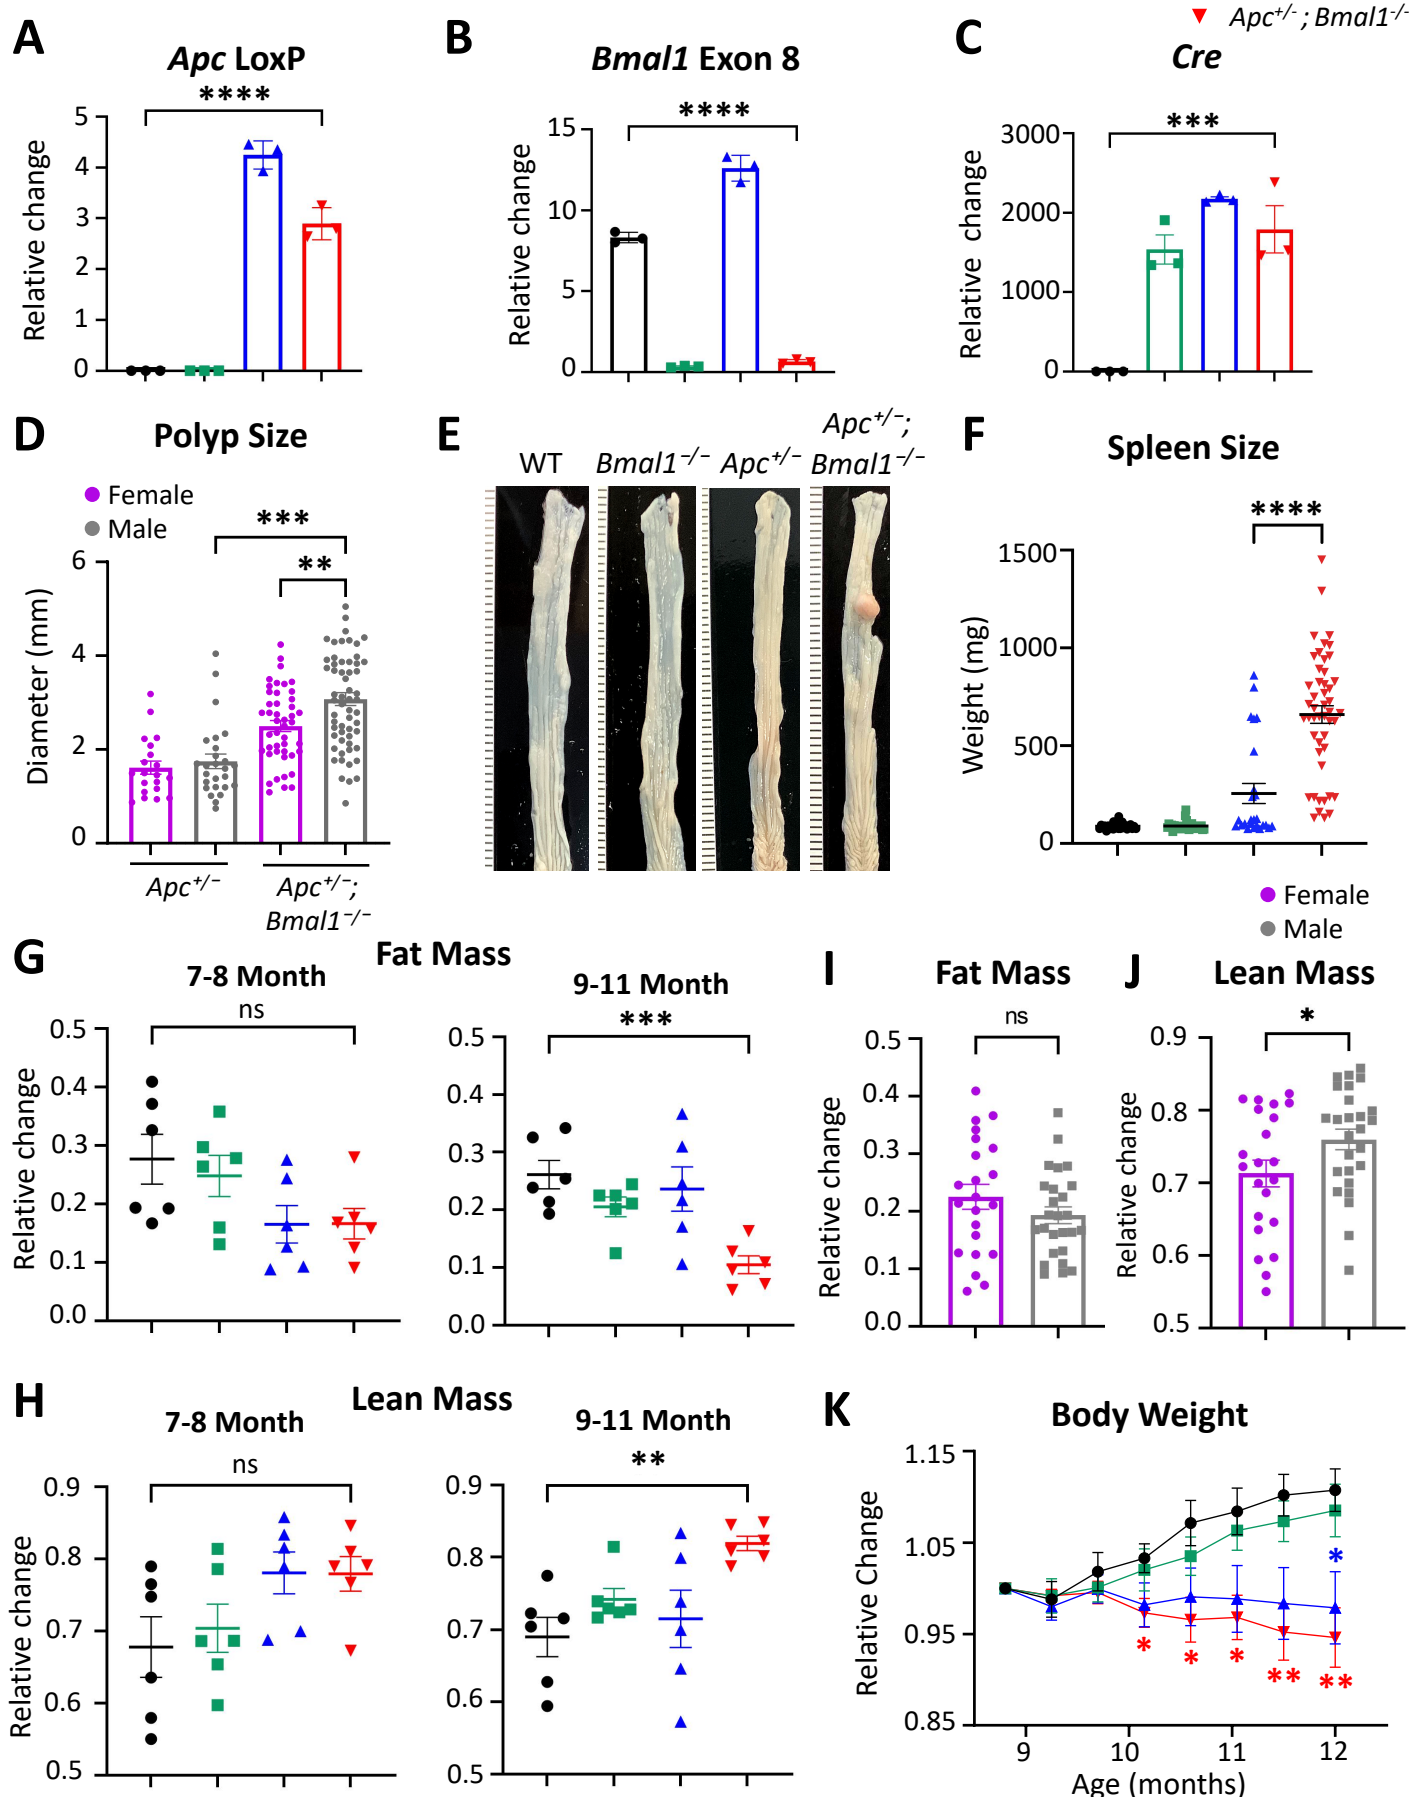 ▼ Apc+/-; Bmal1-/-
A
Apc LoxP
****
Relative change
5
4
3
2
1
0
B
Bmal1 Exon 8
****
Relative change
15
10
5
0
C
Cre
***
Relative change
3000
2000
1000
0
D
Polyp Size
Female
Male
***
**
Diameter (mm)
6
4
2
0
Apc+/−
Apc+/−;
Bmal1−/−
E
WT
Bmal1−/−
Apc+/−
Apc+/−;
Bmal1−/−
F
Spleen Size
****
Weight (mg)
1500
1000
500
0
G
Fat Mass
7-8 Month
ns
Relative change
0.5
0.4
0.3
0.2
0.1
0.0
9-11 Month
***
0.5
0.4
0.3
0.2
0.1
0.0
Female
Male
I
Fat Mass
ns
Relative change
0.5
0.4
0.3
0.2
0.1
0.0
J
Lean Mass
*
Relative change
0.9
0.8
0.7
0.6
0.5
H
Lean Mass
7-8 Month
ns
Relative change
0.9
0.8
0.7
0.6
0.5
9-11 Month
**
0.9
0.8
0.7
0.6
0.5
K
Body Weight
Relative Change
1.15
1.05
0.95
0.85
*
* * * ** **
9 10 11 12
Age (months)